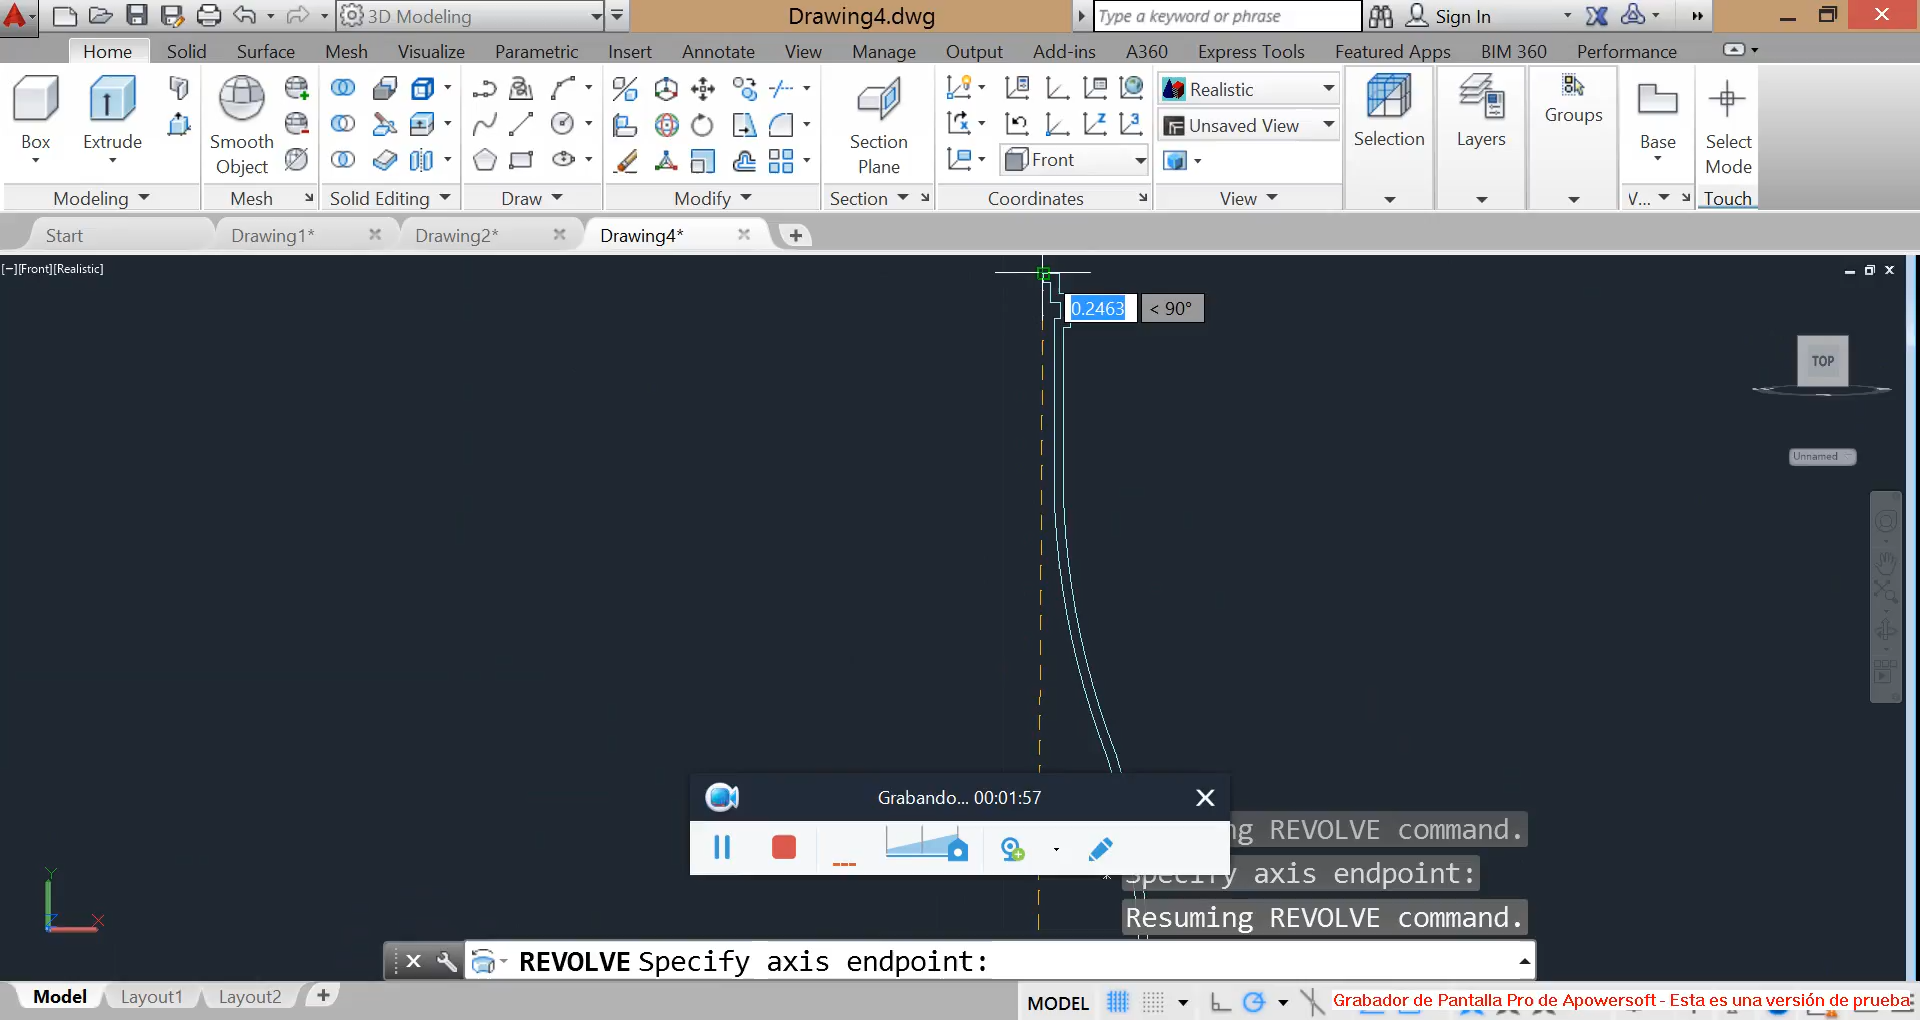 3D Modeling
Drawing4.dwg
Type a keyword or phrase
Sign In
Home Solid Surface Mesh Visualize Parametric Insert Annotate View Manage Output Add-ins A360 Express Tools Featured Apps BIM 360 Performance
Box
Extrude
Smooth
Object
Section
Plane
Front
Realistic
Unsaved View
Selection
Layers
Groups
Base
Select
Mode
Modeling Mesh Solid Editing Draw Modify Section Coordinates View V... Touch
Start Drawing1* Drawing2* Drawing4*
[−][Front][Realistic]
0.2463 < 90°
TOP
Unnamed
Grabando... 00:01:57
ng REVOLVE command.
Specify axis endpoint:
Resuming REVOLVE command.
Y
X
REVOLVE Specify axis endpoint:
Model Layout1 Layout2
MODEL
Grabador de Pantalla Pro de Apowersoft - Esta es una versión de prueba